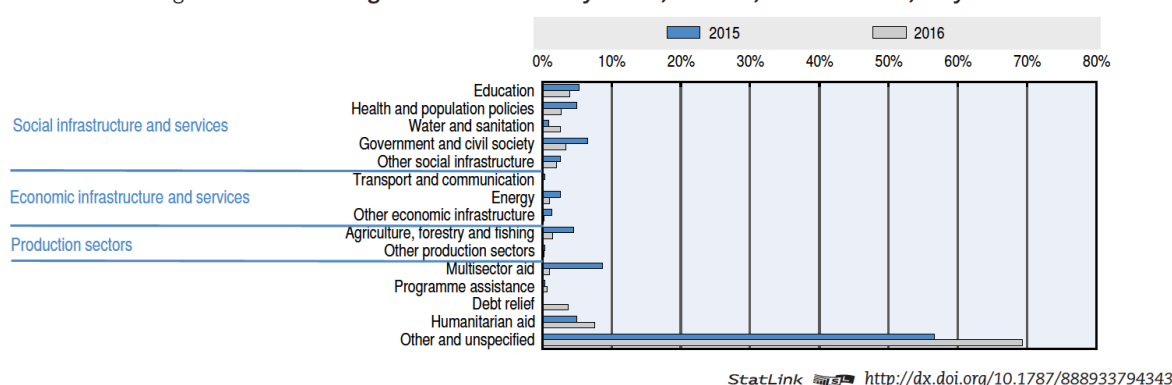 2015 2016
0% 10% 20% 30% 40% 50% 60% 70% 80%
Education
Health and population policies
Social infrastructure and services
Water and sanitation
Government and civil society
Other social infrastructure
Transport and communication
Economic infrastructure and services
Energy
Other economic infrastructure
Agriculture, forestry and fishing
Production sectors
Other production sectors
Multisector aid
Programme assistance
Debt relief
Humanitarian aid
Other and unspecified
StatLink http://dx.doi.org/10.1787/888933794343